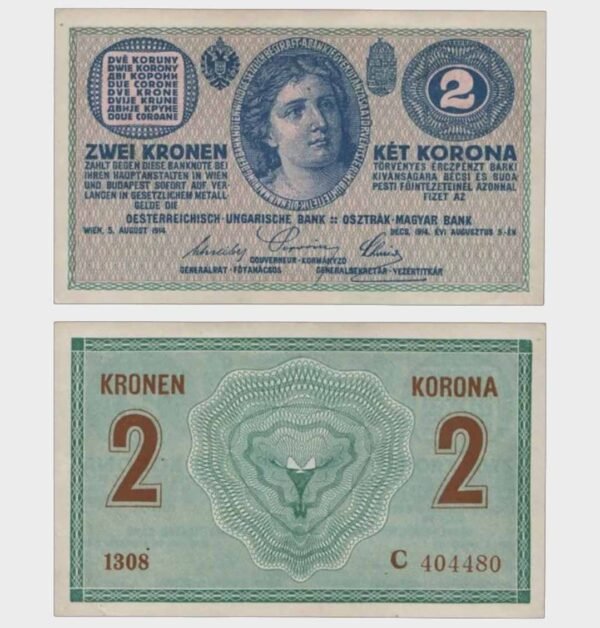 DVĚ KORUNY
DWIE KORONY
ДВІ КОРОНИ
DUE CORONE
DVE KRONE
DVIJE KRUNE
ДВИЈЕ КРУНЕ
DOUE COROANE
2
ZWEI KRONEN
ZAHLT GEGEN DIESE BANKNOTE BEI
IHREN HAUPTANSTALTEN IN WIEN
UND BUDAPEST SOFORT AUF VER-
LANGEN IN GESETZLICHEM METALL-
GELDE DIE
KÉT KORONA
TÖRVÉNYES ÉRCZPÉNZT BÁRKI
KIVÁNSÁGÁRA BÉCSI ÉS BUDA-
PESTI FŐINTÉZETEINÉL AZONNAL
FIZET AZ
OESTERREICHISCH-UNGARISCHE BANK :: OSZTRÁK-MAGYAR BANK
WIEN, 5. AUGUST 1914
BÉCS, 1914. ÉVI AUGUSZTUS 5-ÉN
GOUVERNEUR-KORMÁNYZÓ
GENERALRAT-FŐTANÁCSOS
GENERALSEKRETÄR-VEZÉRTITKÁR
KRONEN
KORONA
2
2
1308
C 404480